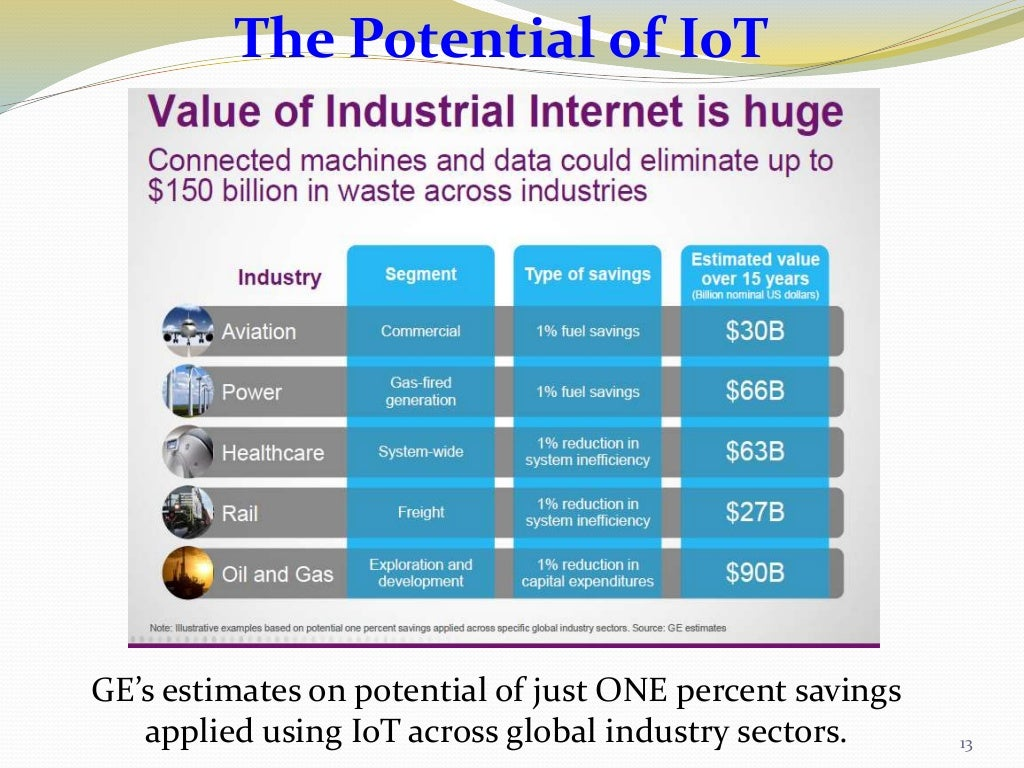 The Potential of IoT
Value of Industrial Internet is huge
Connected machines and data could eliminate up to
$150 billion in waste across industries
Industry
Segment
Type of savings
Estimated value
over 15 years
(Billion nominal US dollars)
Aviation
Commercial
1% fuel savings
$30B
Power
Gas-fired
generation
1% fuel savings
$66B
Healthcare
System-wide
1% reduction in
system inefficiency
$63B
Rail
Freight
1% reduction in
system inefficiency
$27B
Oil and Gas
Exploration and
development
1% reduction in
capital expenditures
$90B
Note: Illustrative examples based on potential one percent savings applied across specific global industry sectors. Source: GE estimates
GE’s estimates on potential of just ONE percent savings
applied using IoT across global industry sectors.
13